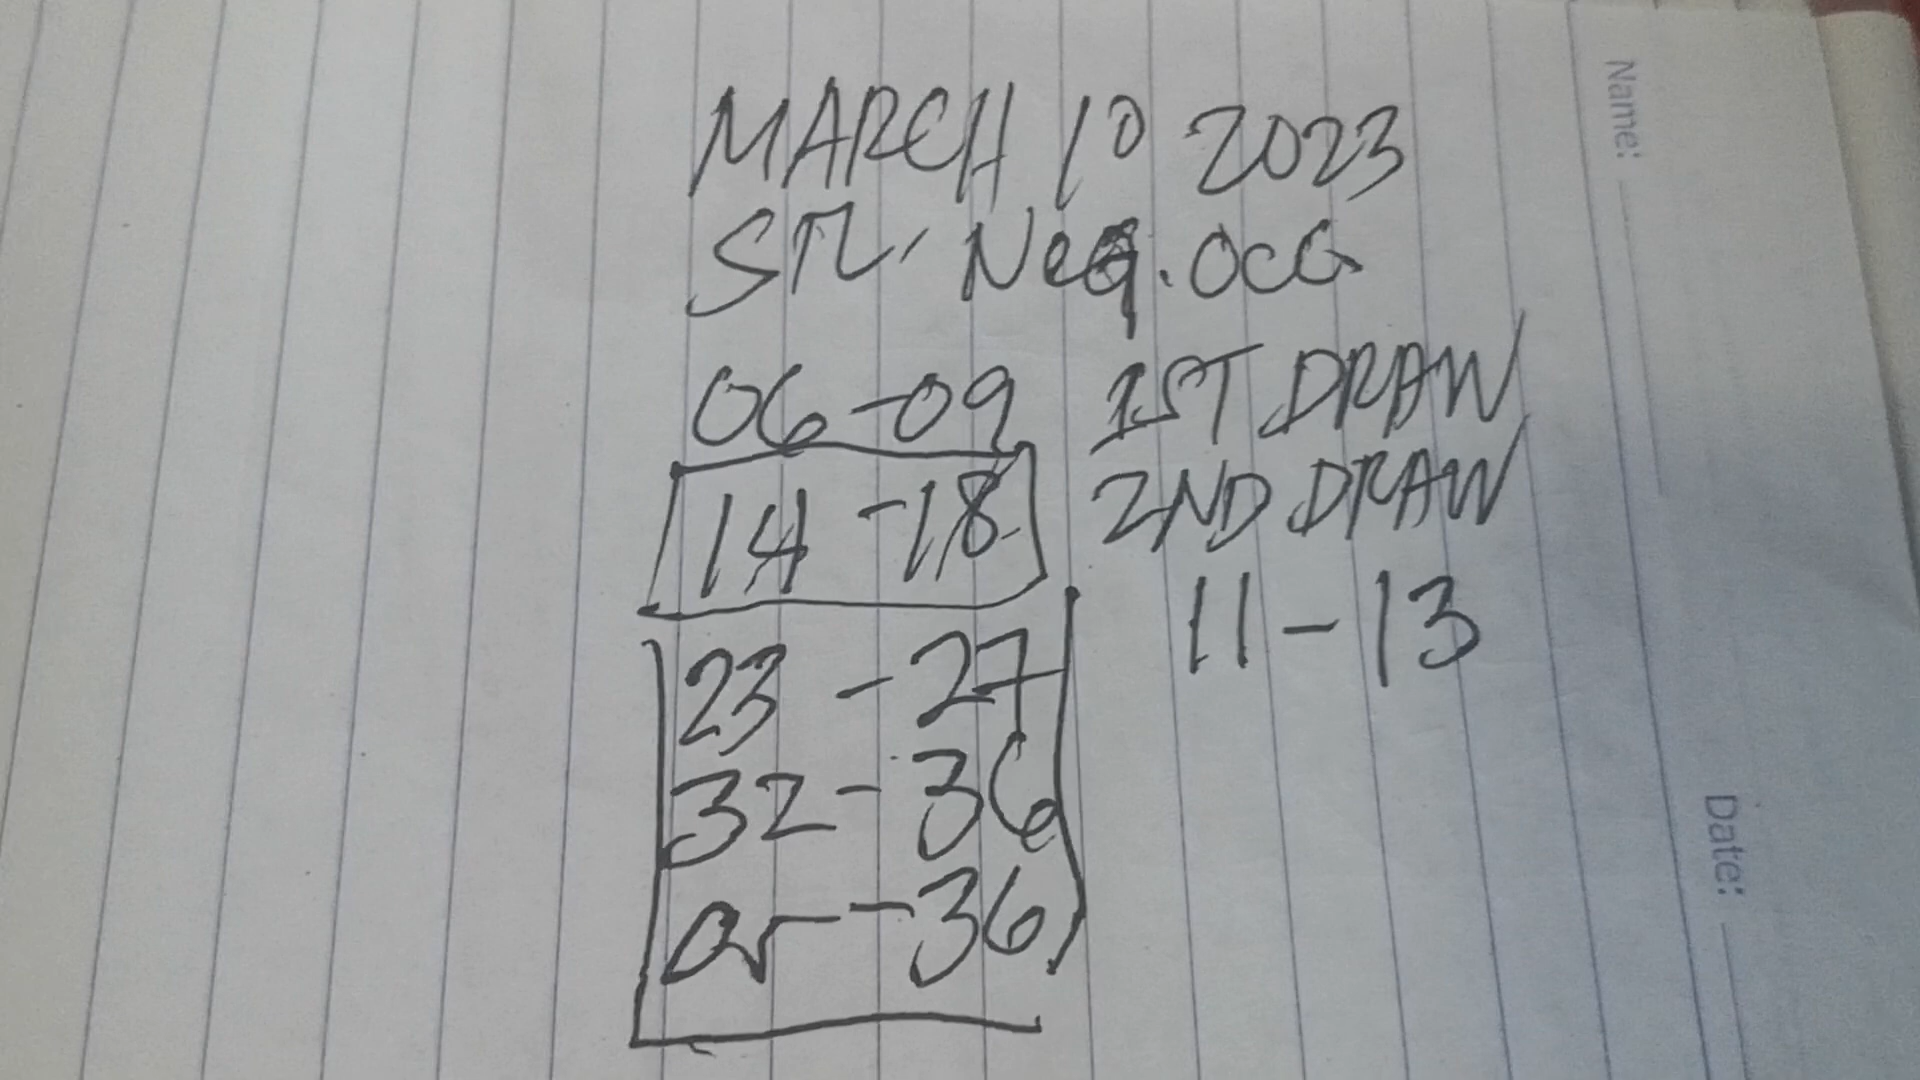 MARCH 10 2023
STL. Neg. OCC
06-09 1ST DRAW
14-18 2ND DRAW
11-13
23-27
32-36
or--36
Name:
Date: